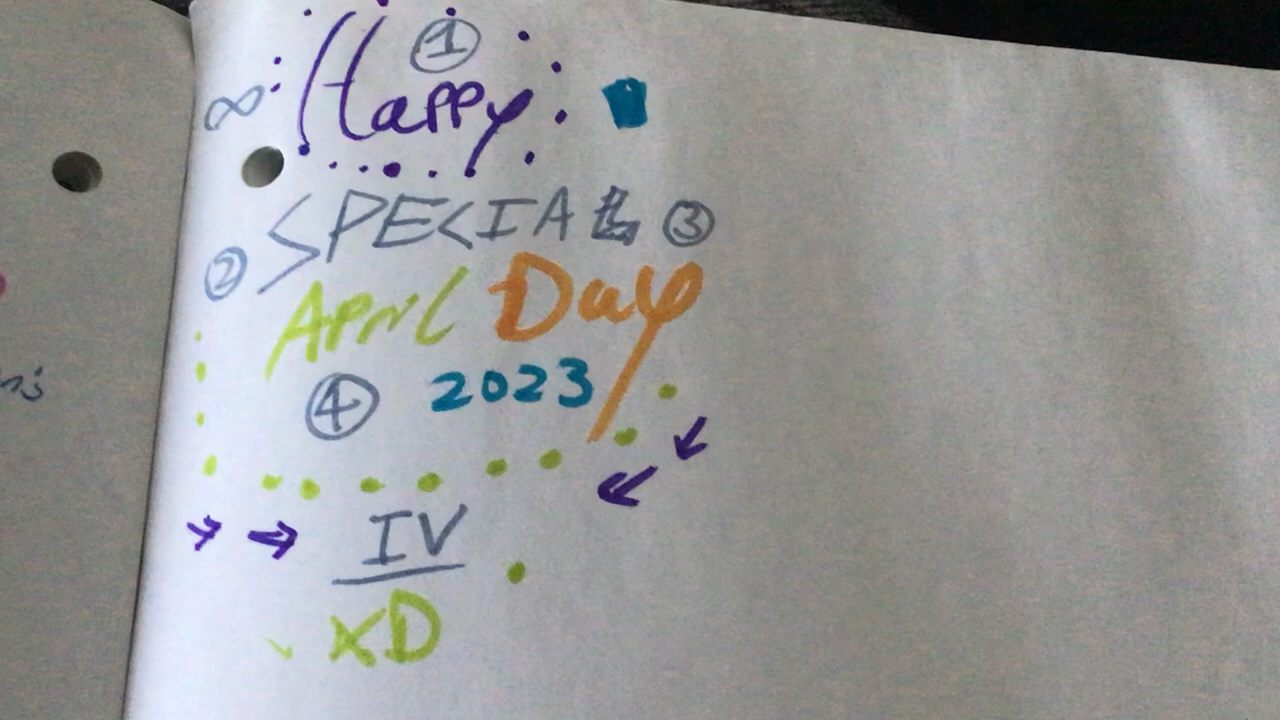 ①
∞ Happy
SPECIAL ③
② April Day
④ 2023
IV
XD